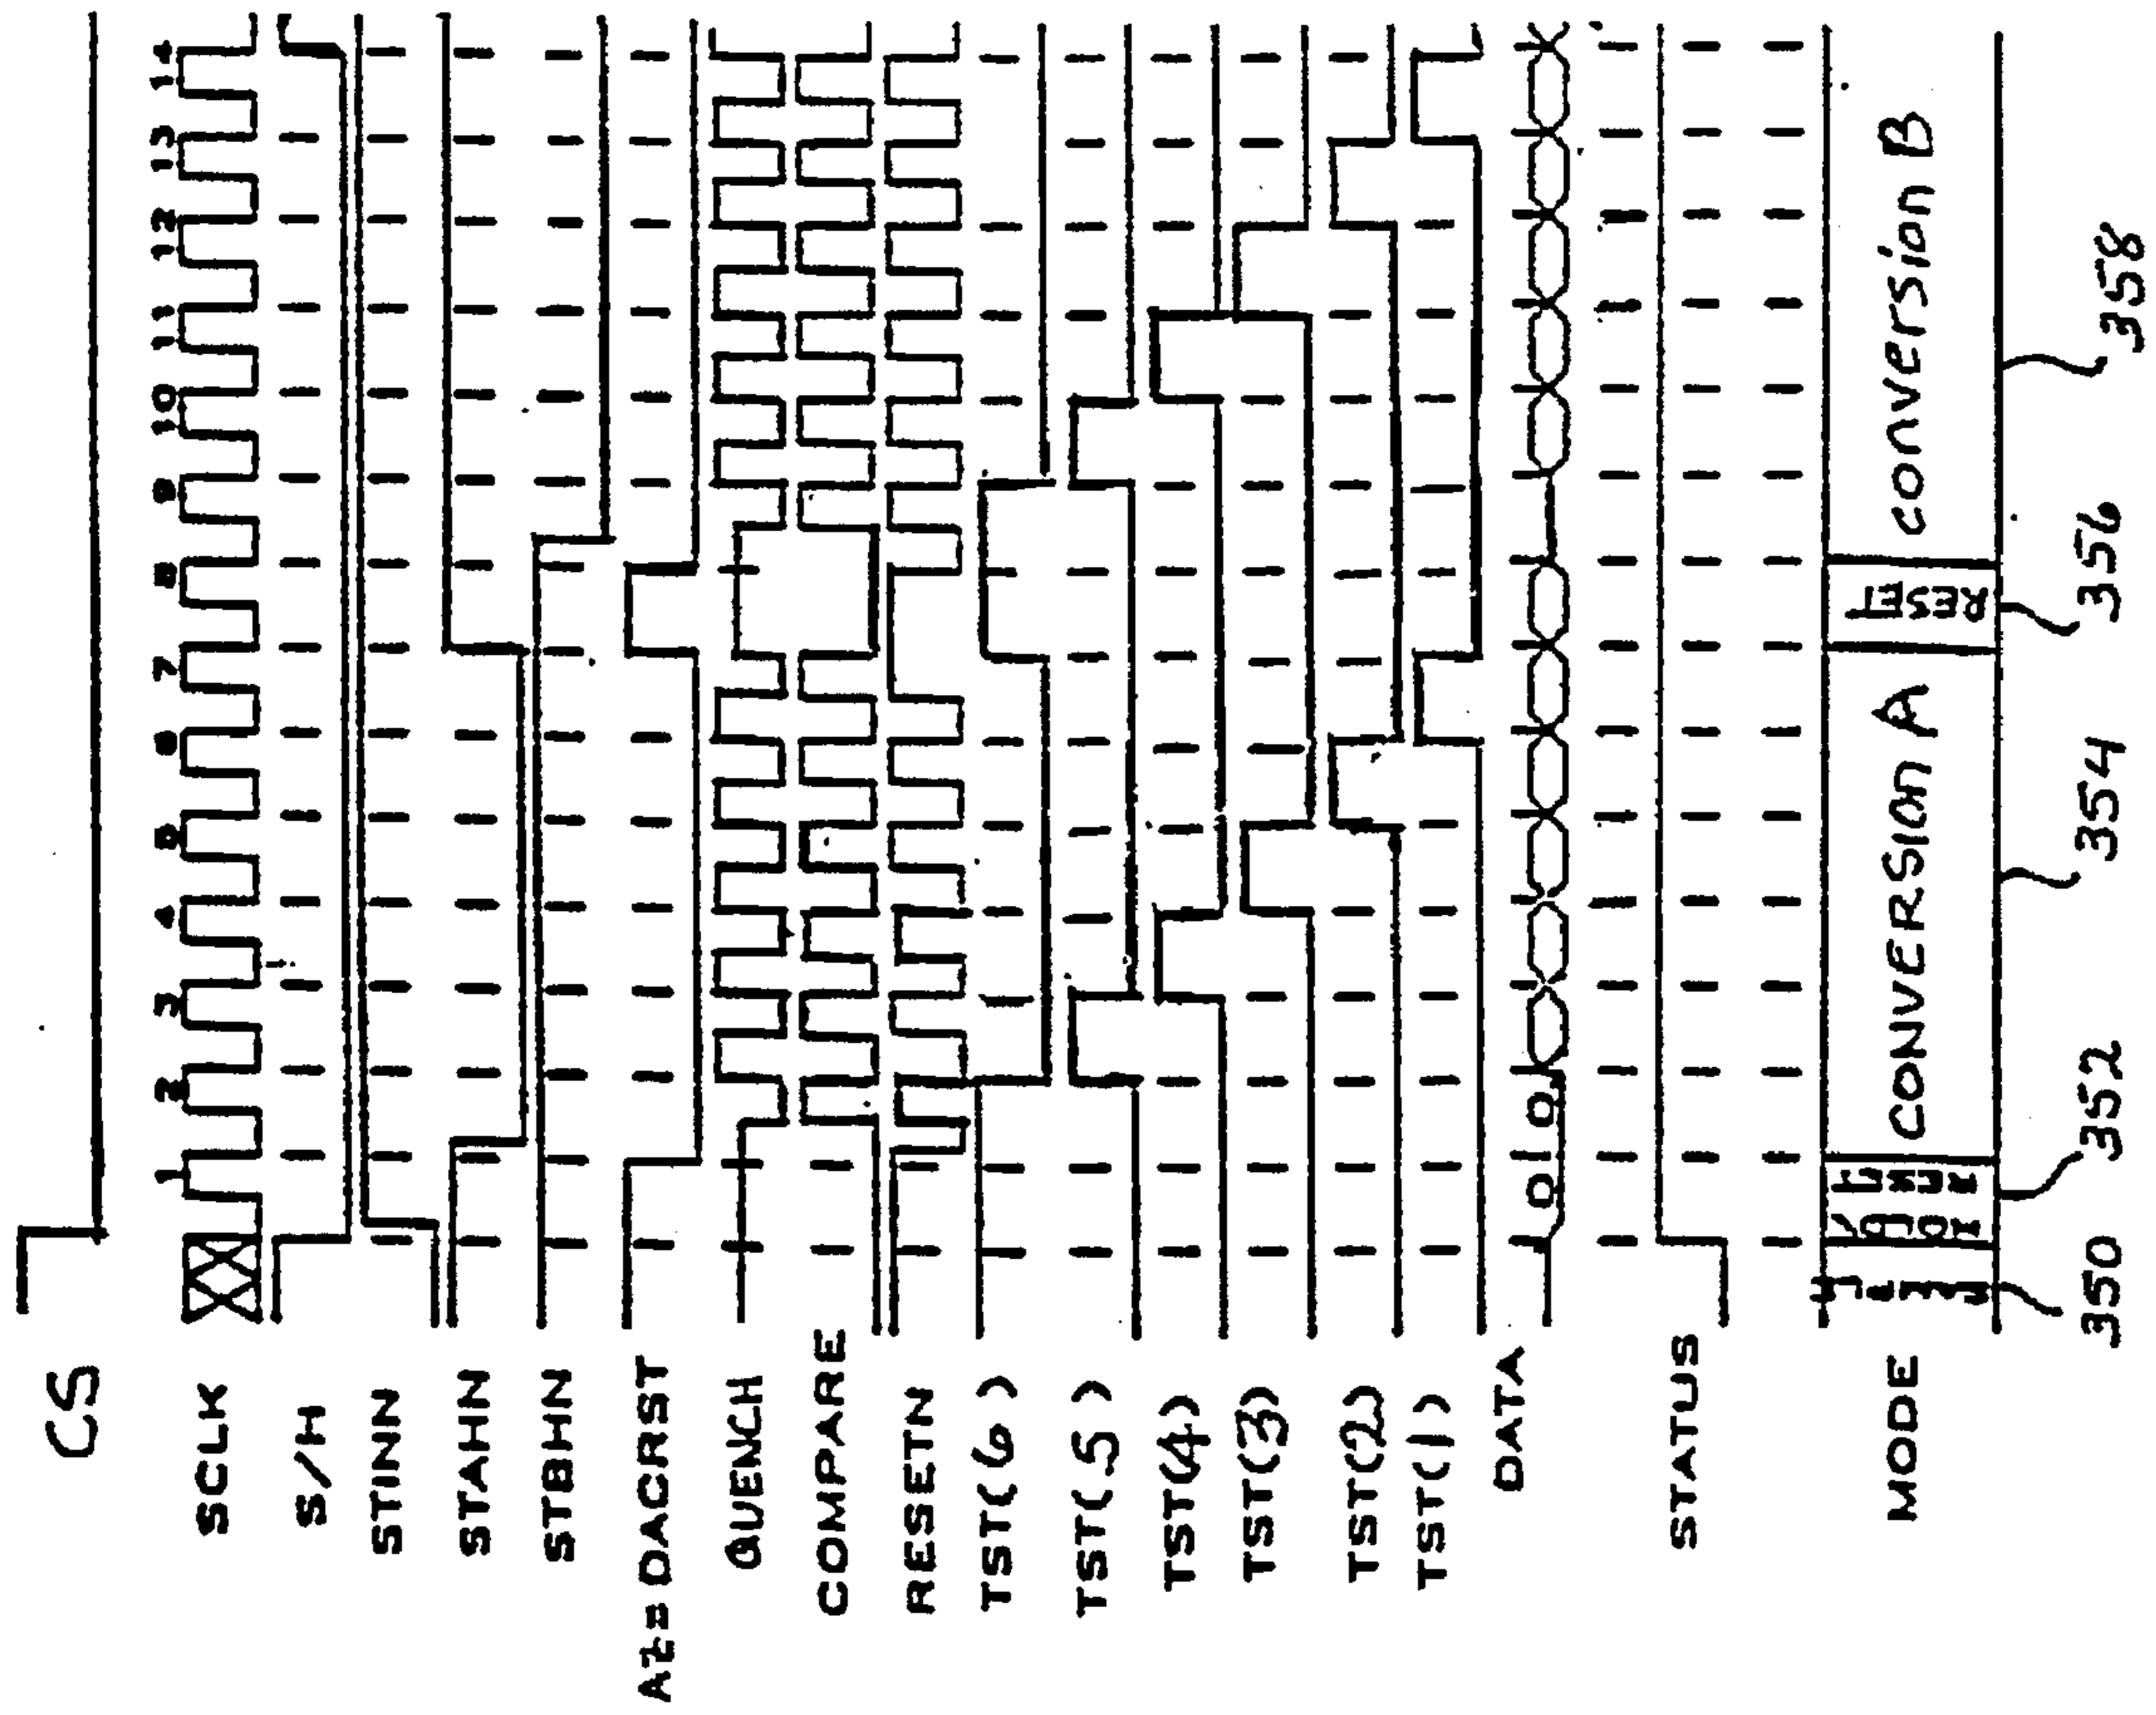 CS
SCLK
1 2 3 4 5 6 7 8 9 10 11 12 13 14
S/H
STINN
STAHN
STBHN
AZ=DACRST
QUENCH
COMPARE
RESETN
TST(6)
TST(5)
TST(4)
TST(3)
TST(2)
TST(1)
DATA
0 0
STATUS
MODE
CONVERSION A
RESET
CONVERSION B
350
352
354
356
358